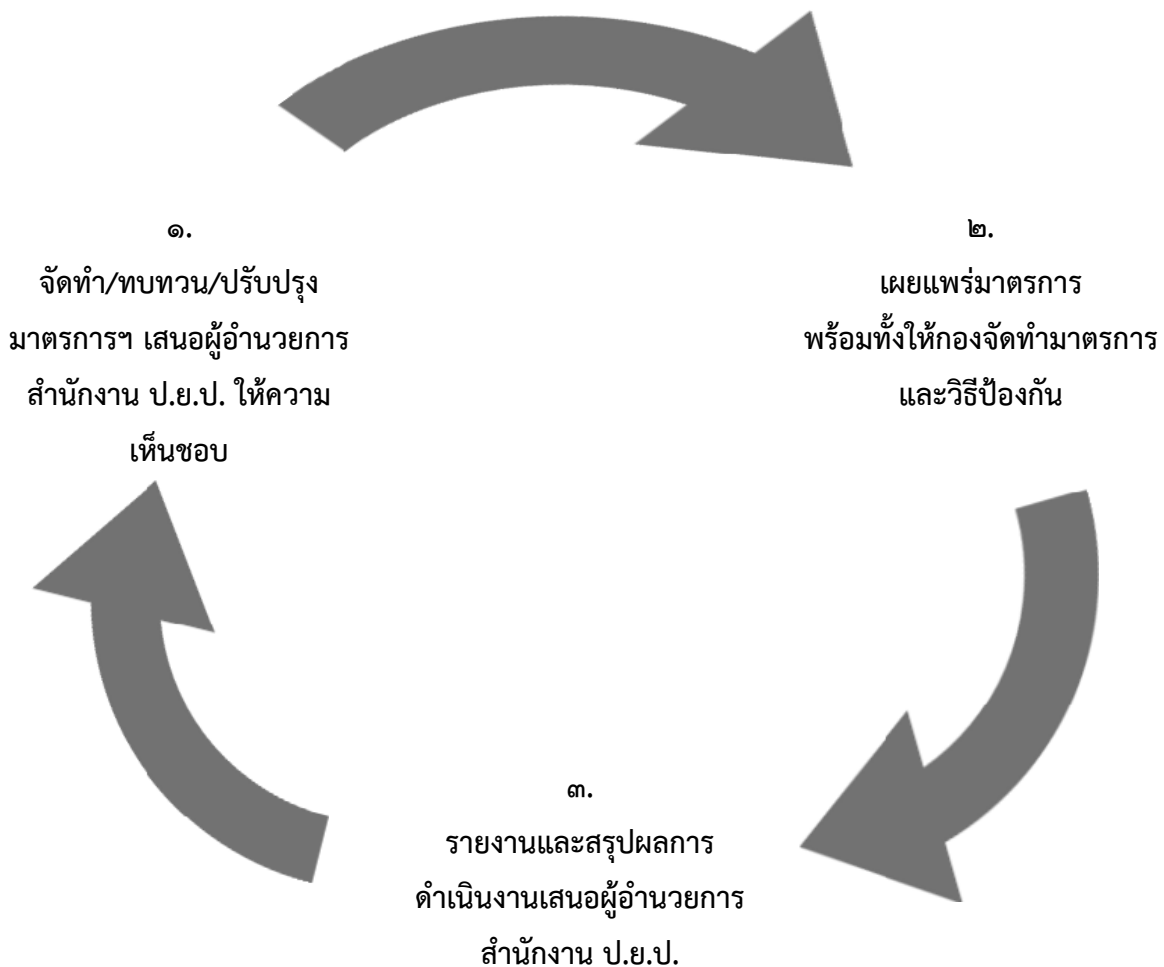 ๑.
จัดทำ/ทบทวน/ปรับปรุง
มาตรการฯ เสนอผู้อำนวยการ
สำนักงาน ป.ย.ป. ให้ความ
เห็นชอบ
๒.
เผยแพร่มาตรการ
พร้อมทั้งให้กองจัดทำมาตรการ
และวิธีป้องกัน
๓.
รายงานและสรุปผลการ
ดำเนินงานเสนอผู้อำนวยการ
สำนักงาน ป.ย.ป.